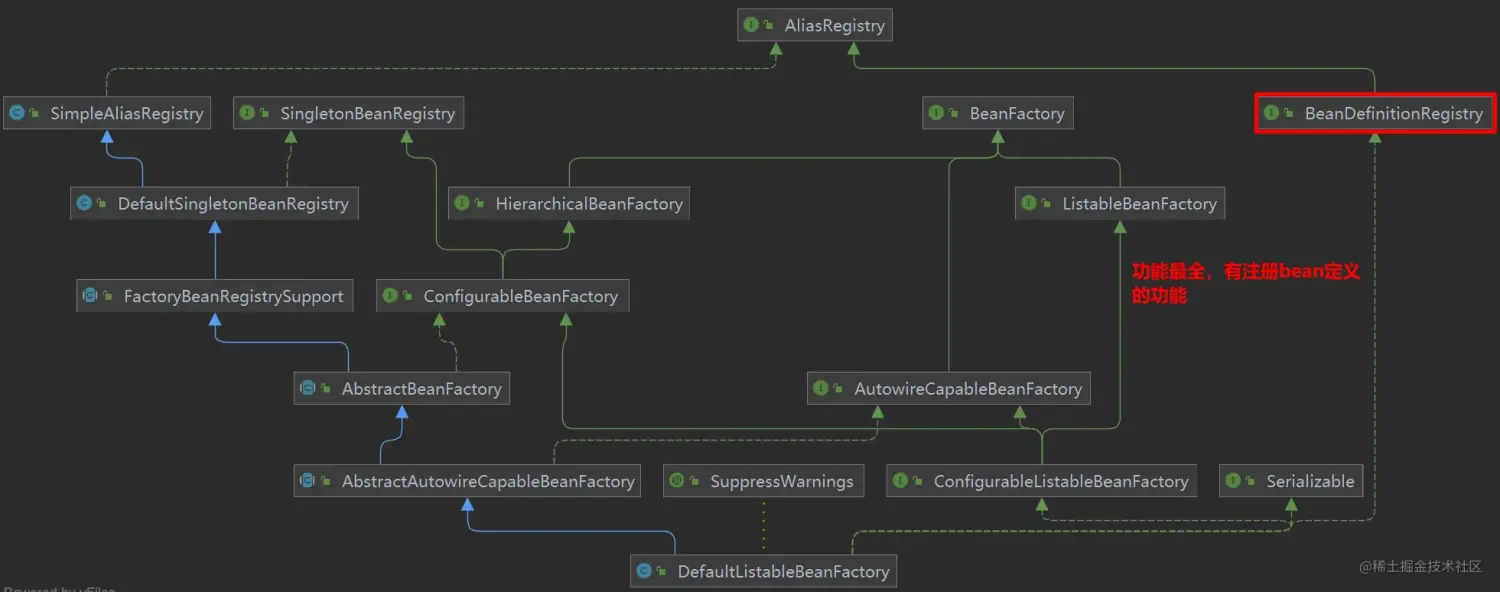 AliasRegistry
SimpleAliasRegistry
SingletonBeanRegistry
BeanFactory
BeanDefinitionRegistry
DefaultSingletonBeanRegistry
HierarchicalBeanFactory
ListableBeanFactory
功能最全，有注册bean定义
的功能
FactoryBeanRegistrySupport
ConfigurableBeanFactory
AbstractBeanFactory
AutowireCapableBeanFactory
AbstractAutowireCapableBeanFactory
SuppressWarnings
ConfigurableListableBeanFactory
Serializable
DefaultListableBeanFactory
@稀土掘金技术社区
Powered by yFiles